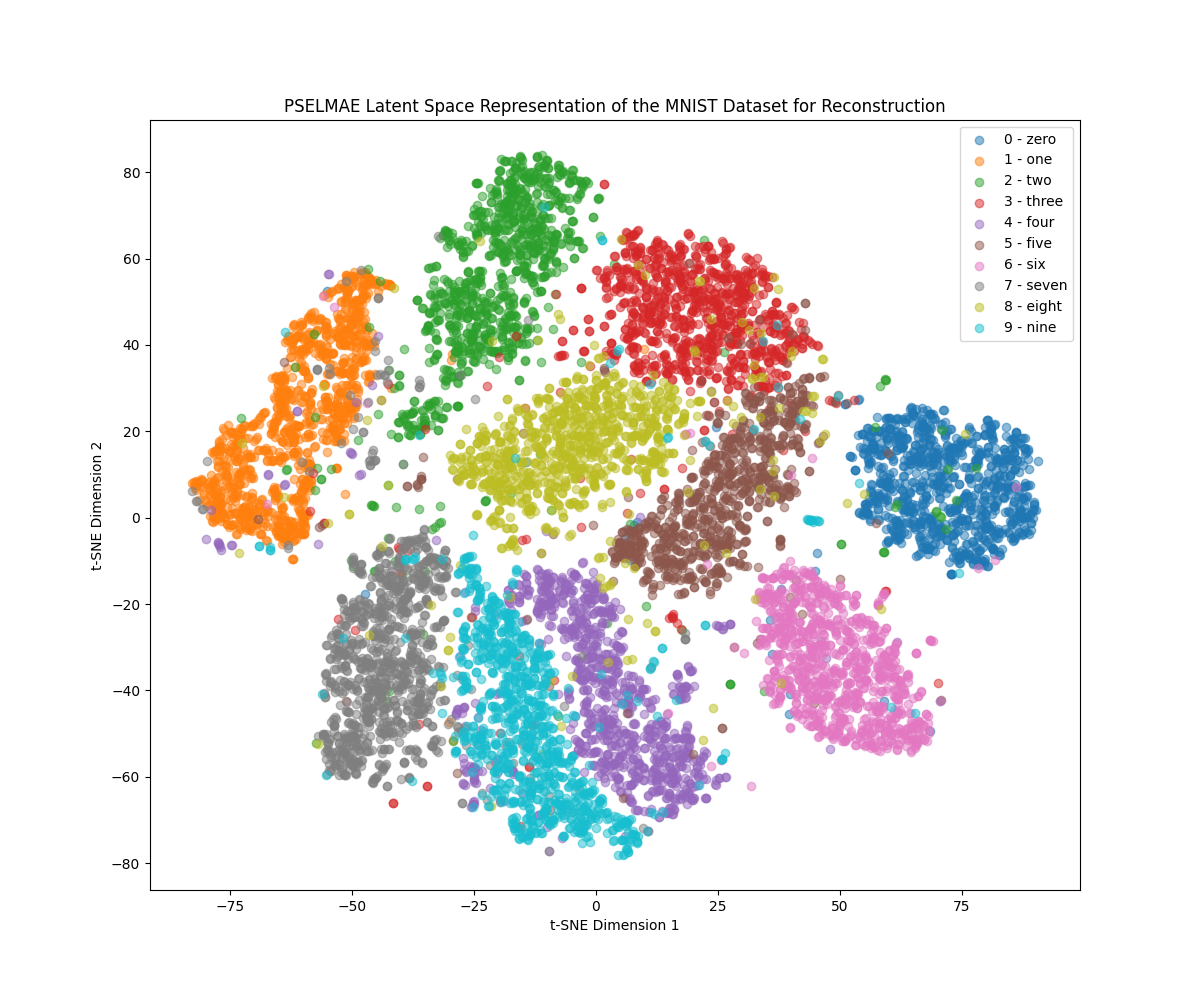 PSELMAE Latent Space Representation of the MNIST Dataset for Reconstruction
0 - zero
1 - one
2 - two
3 - three
4 - four
5 - five
6 - six
7 - seven
8 - eight
9 - nine
80
60
40
20
0
−20
−40
−60
−80
t-SNE Dimension 2
−75
−50
−25
0
25
50
75
t-SNE Dimension 1